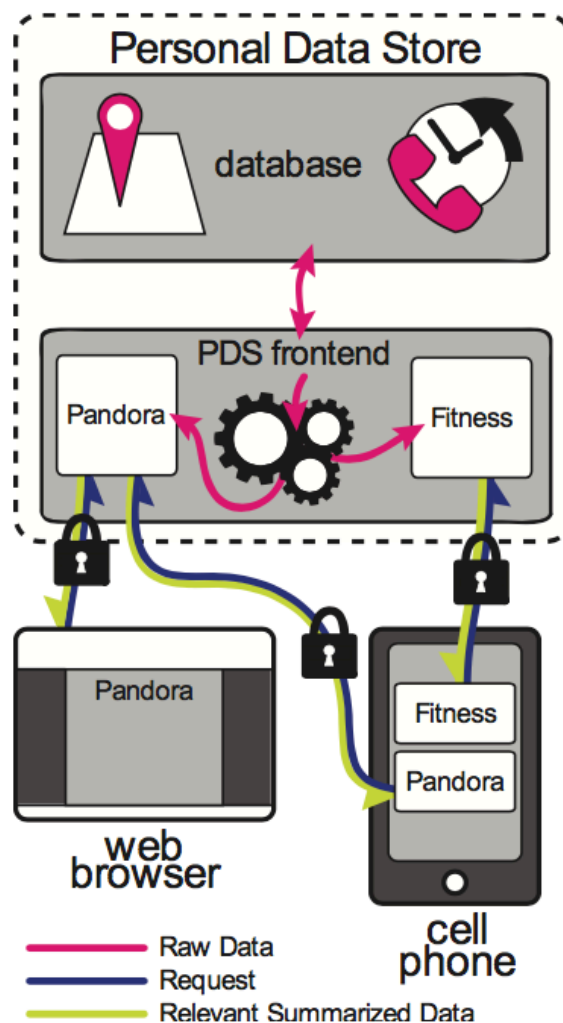 Personal Data Store
database
PDS frontend
Pandora
Fitness
Pandora
Fitness
Pandora
web
browser
cell
phone
Raw Data
Request
Relevant Summarized Data